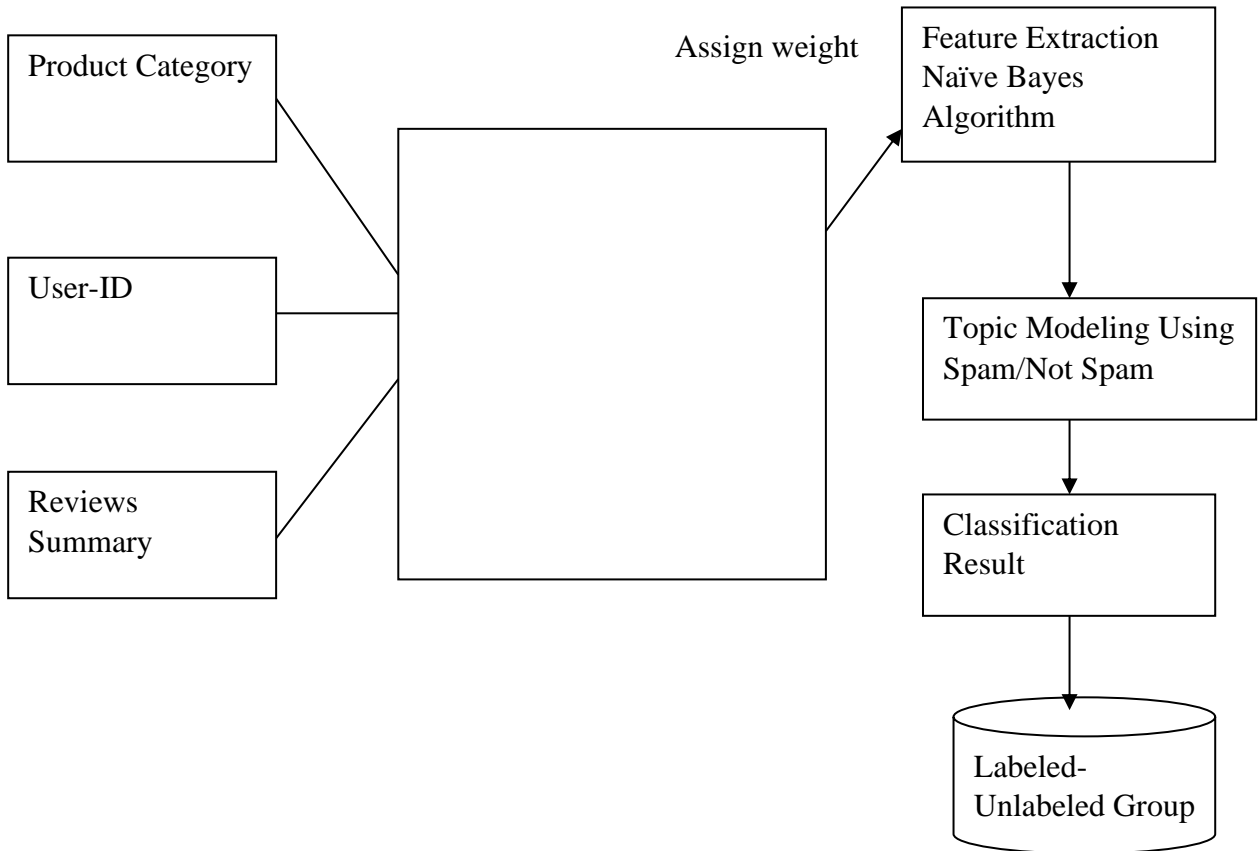 Product Category
User-ID
Reviews
Summary
Assign weight
Feature Extraction
Naïve Bayes
Algorithm
Topic Modeling Using
Spam/Not Spam
Classification
Result
Labeled-
Unlabeled Group